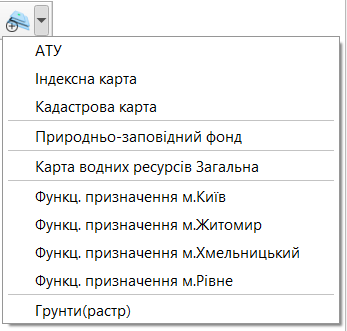 АТУ
Індексна карта
Кадастрова карта
Природньо-заповідний фонд
Карта водних ресурсів Загальна
Функц. призначення м.Київ
Функц. призначення м.Житомир
Функц. призначення м.Хмельницький
Функц. призначення м.Рівне
Грунти(растр)